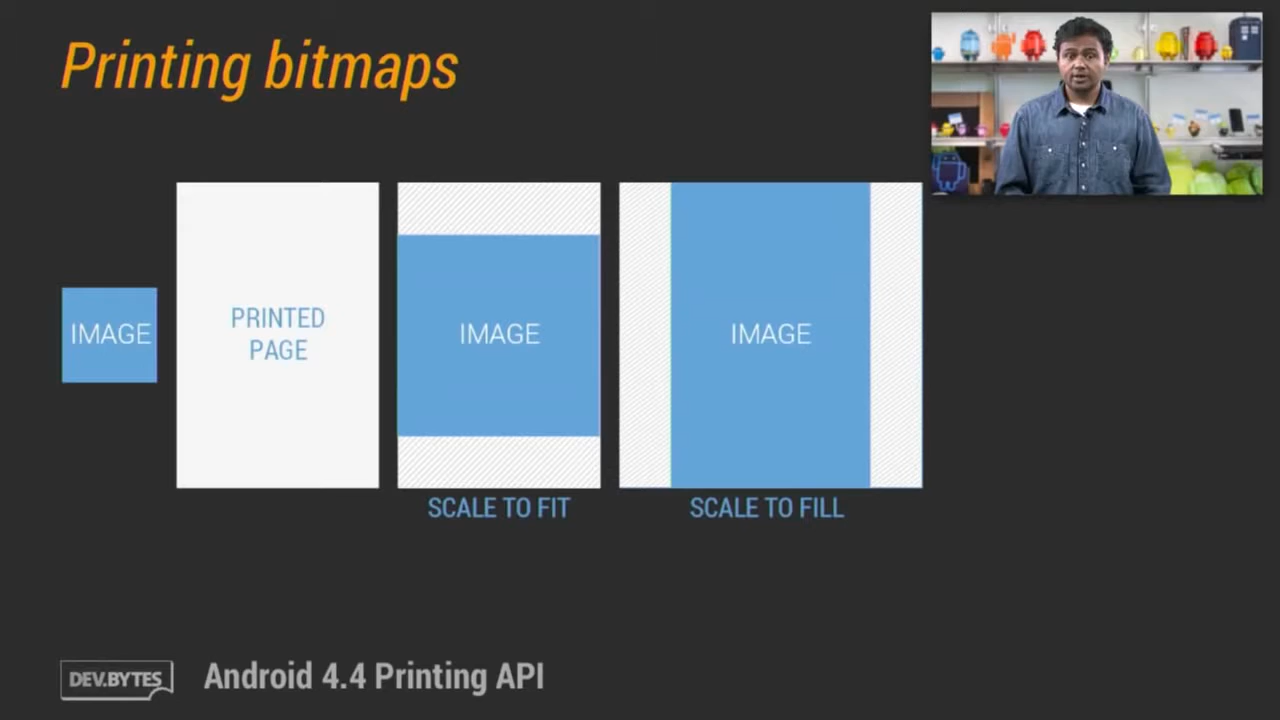 Printing bitmaps
IMAGE
PRINTED
PAGE
IMAGE
IMAGE
SCALE TO FIT
SCALE TO FILL
DEV.BYTES
Android 4.4 Printing API